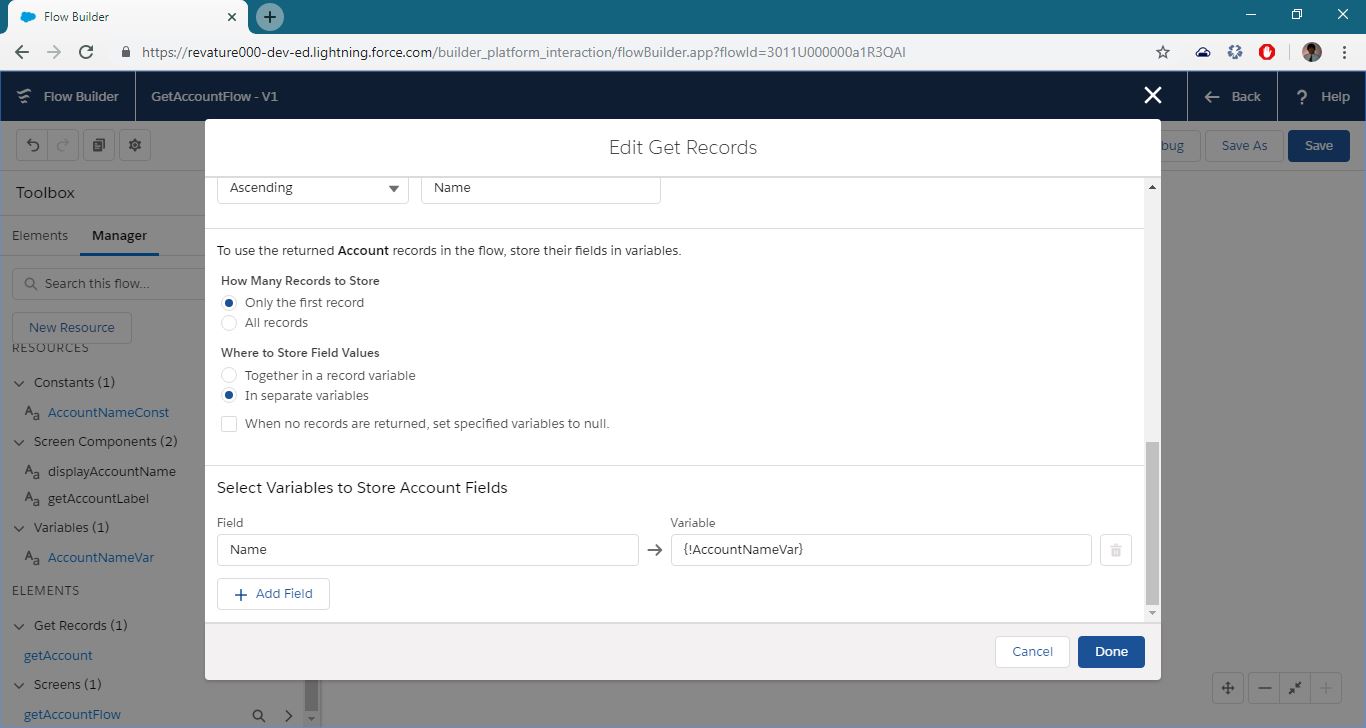 Flow Builder
https://revature000-dev-ed.lightning.force.com/builder_platform_interaction/flowBuilder.app?flowId=3011U000000a1R3QAI
Flow Builder GetAccountFlow - V1 Back ? Help
Edit Get Records
bug Save As Save
Toolbox
Elements Manager
Search this flow...
New Resource
RESOURCES
Constants (1)
Aa AccountNameConst
Screen Components (2)
Aa displayAccountName
Aa getAccountLabel
Variables (1)
Aa AccountNameVar
ELEMENTS
Get Records (1)
getAccount
Screens (1)
getAccountFlow
Ascending Name
To use the returned Account records in the flow, store their fields in variables.
How Many Records to Store
Only the first record
All records
Where to Store Field Values
Together in a record variable
In separate variables
When no records are returned, set specified variables to null.
Select Variables to Store Account Fields
Field Variable
Name {!AccountNameVar}
+ Add Field
Cancel Done